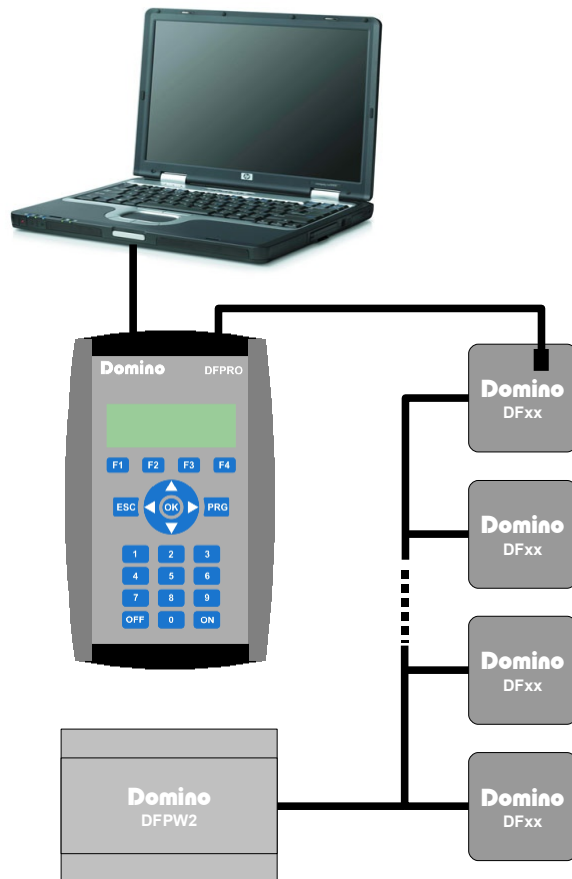 hp
Domino DFPRO
F1 F2 F3 F4
ESC OK PRG
1 2 3
4 5 6
7 8 9
OFF 0 ON
Domino
DFxx
Domino
DFxx
Domino
DFxx
Domino
DFxx
Domino
DFPW2